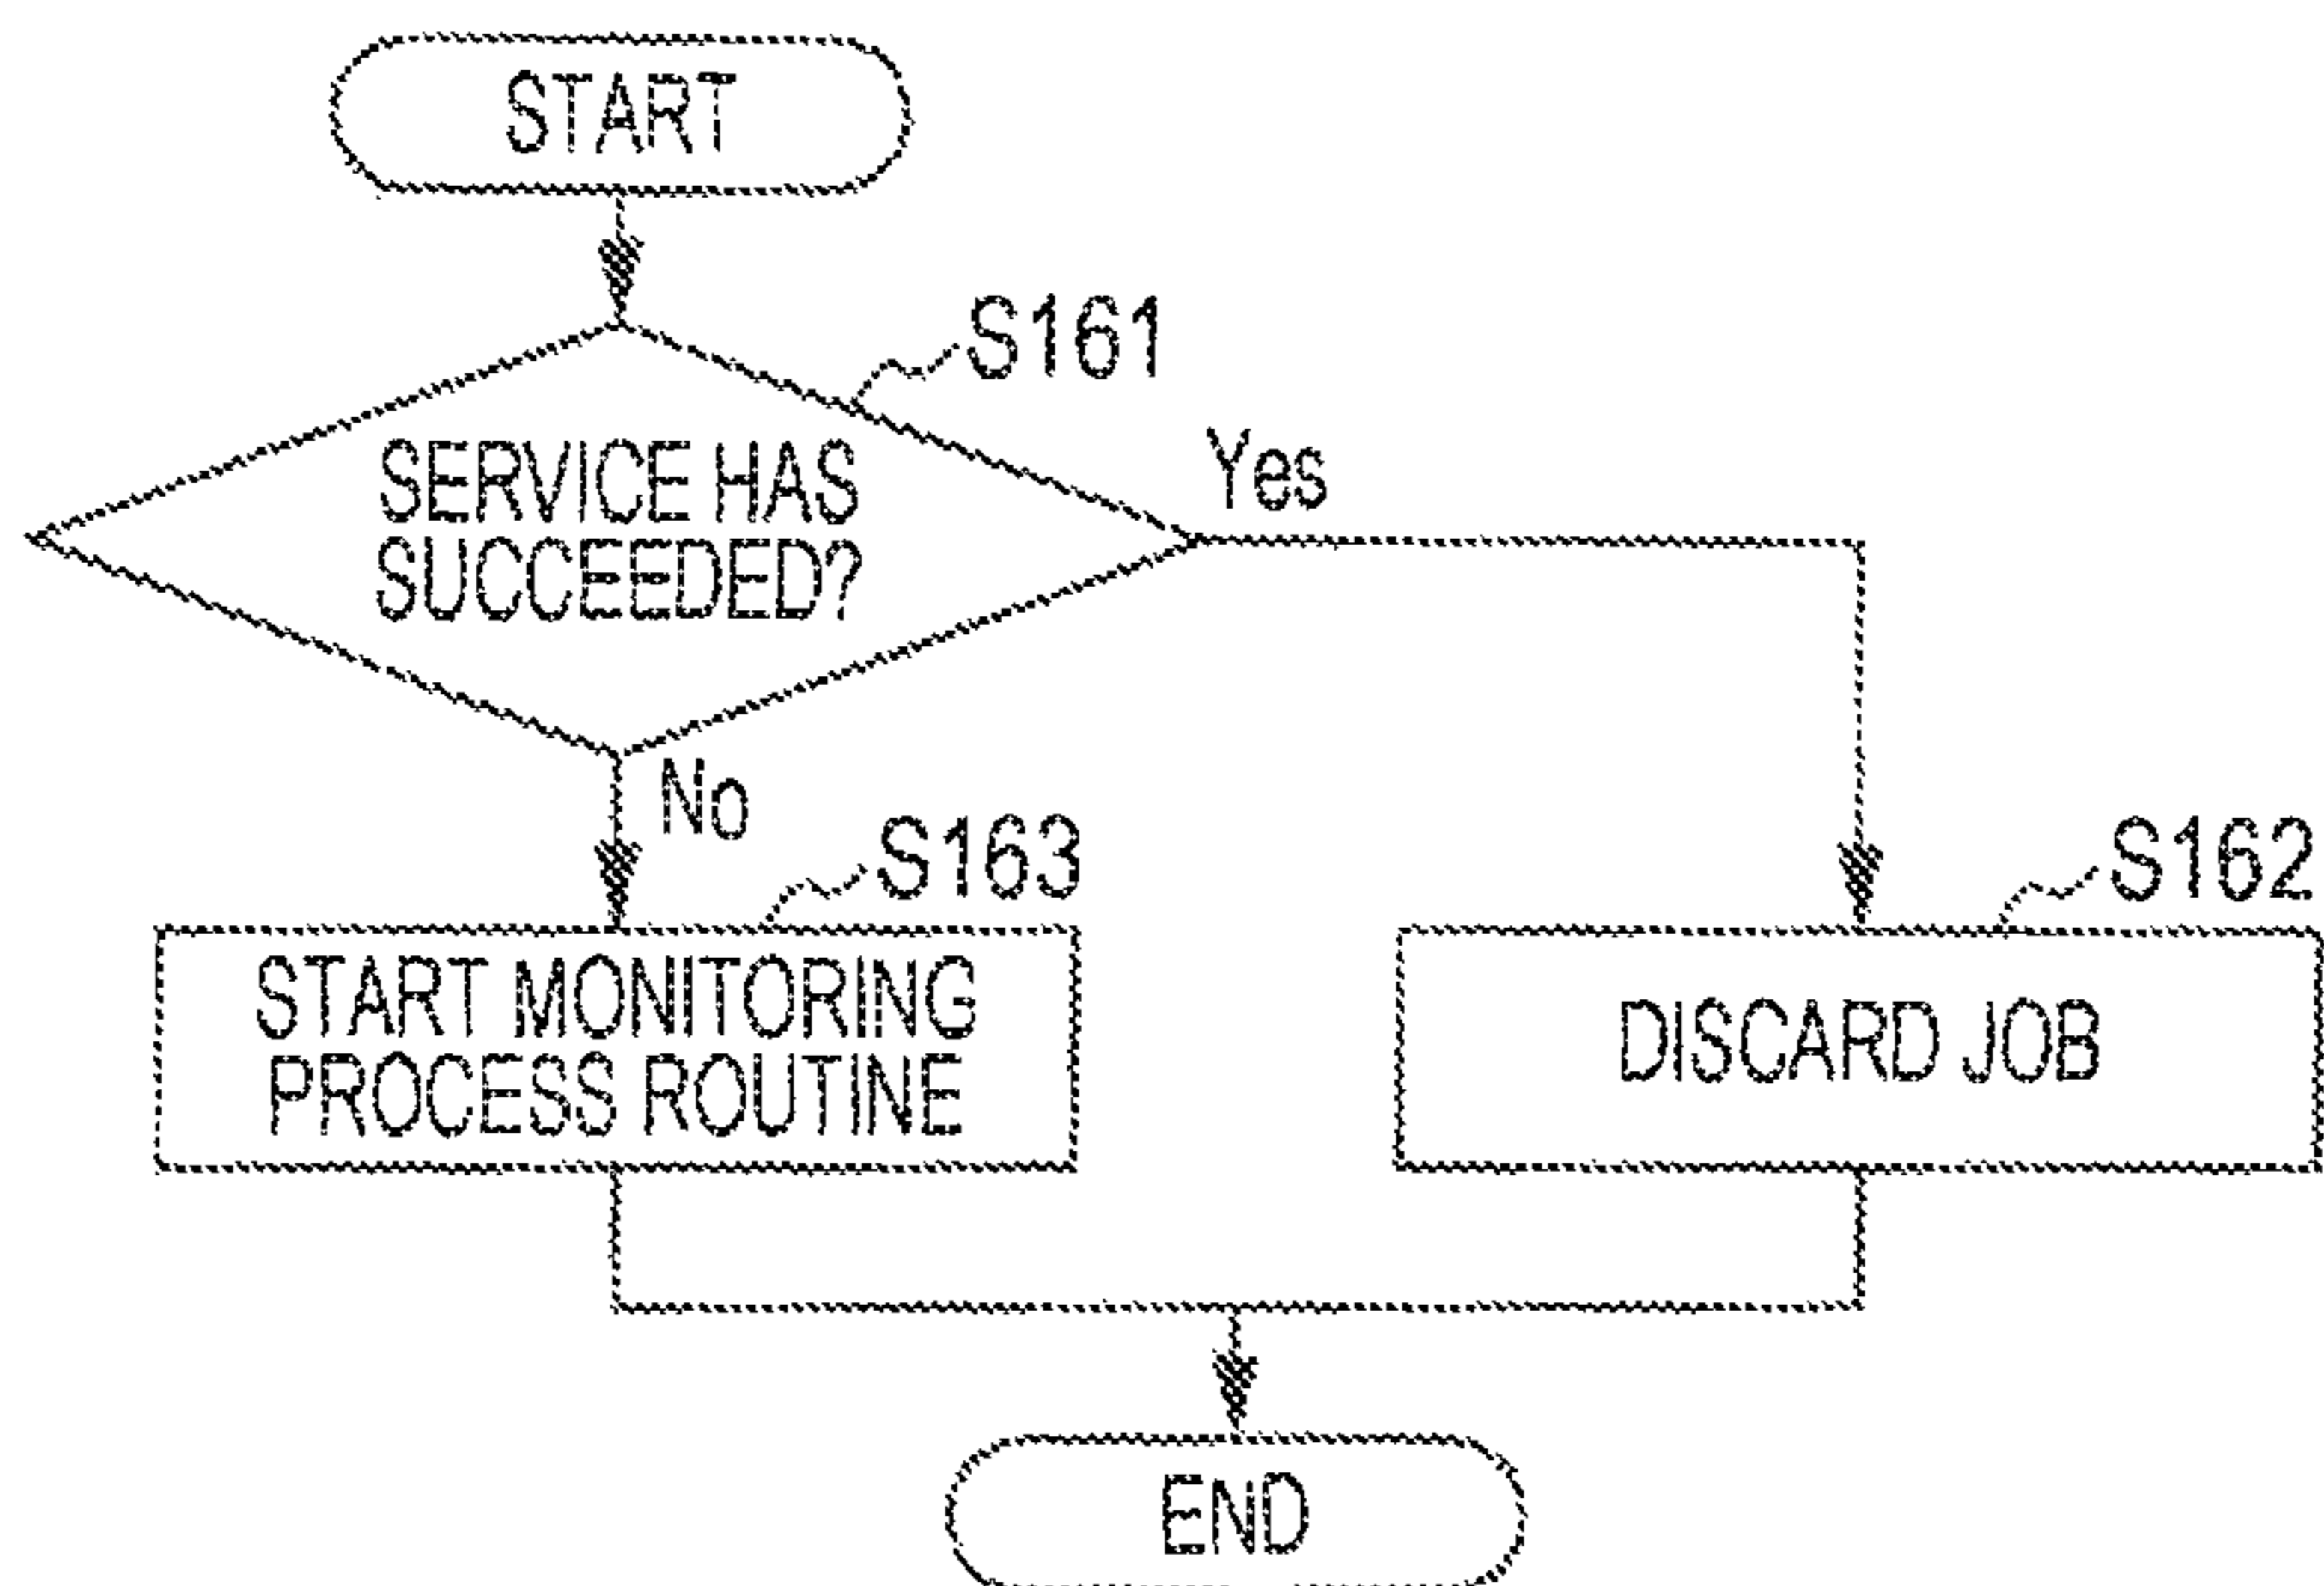 START
S161
SERVICE HAS
SUCCEEDED?
Yes
No
S163
START MONITORING
PROCESS ROUTINE
S162
DISCARD JOB
END